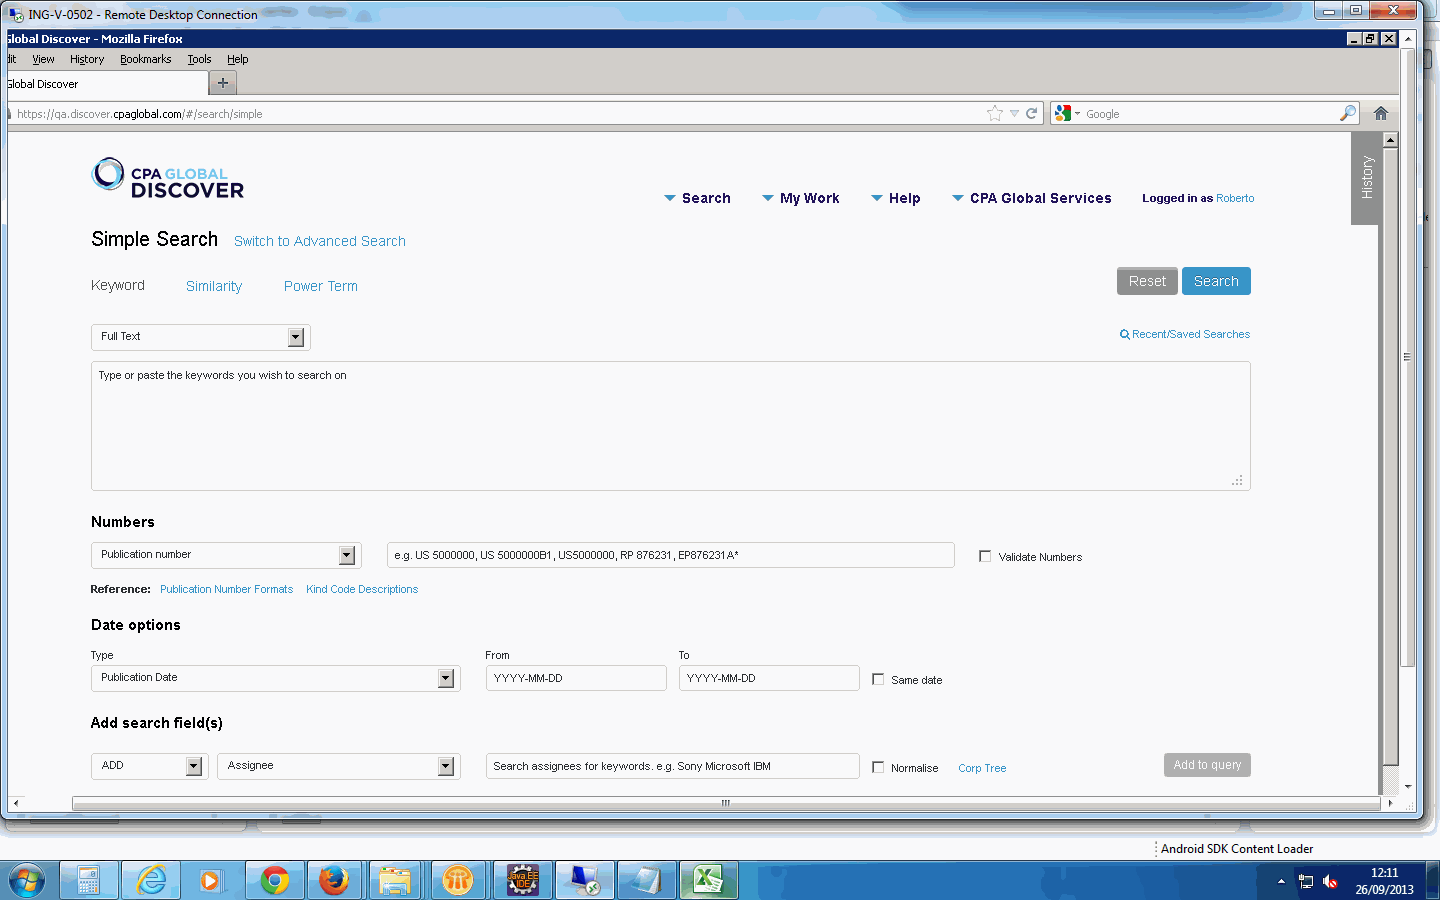 ING-V-0502 - Remote Desktop Connection
Global Discover - Mozilla Firefox
dit View History Bookmarks Tools Help
Global Discover
https://qa.discover.cpaglobal.com/#/search/simple
Google
CPA GLOBAL
DISCOVER
History
Search My Work Help CPA Global Services Logged in as Roberto
Simple Search Switch to Advanced Search
Keyword Similarity Power Term
Reset Search
Full Text
Recent/Saved Searches
Type or paste the keywords you wish to search on
Numbers
Publication number
e.g. US 5000000, US 5000000B1, US5000000, RP 876231, EP876231A*
Validate Numbers
Reference: Publication Number Formats Kind Code Descriptions
Date options
Type From To
Publication Date YYYY-MM-DD YYYY-MM-DD Same date
Add search field(s)
ADD Assignee Search assignees for keywords. e.g. Sony Microsoft IBM Normalise Corp Tree Add to query
Android SDK Content Loader
Java EE
IDE
12:11
26/09/2013